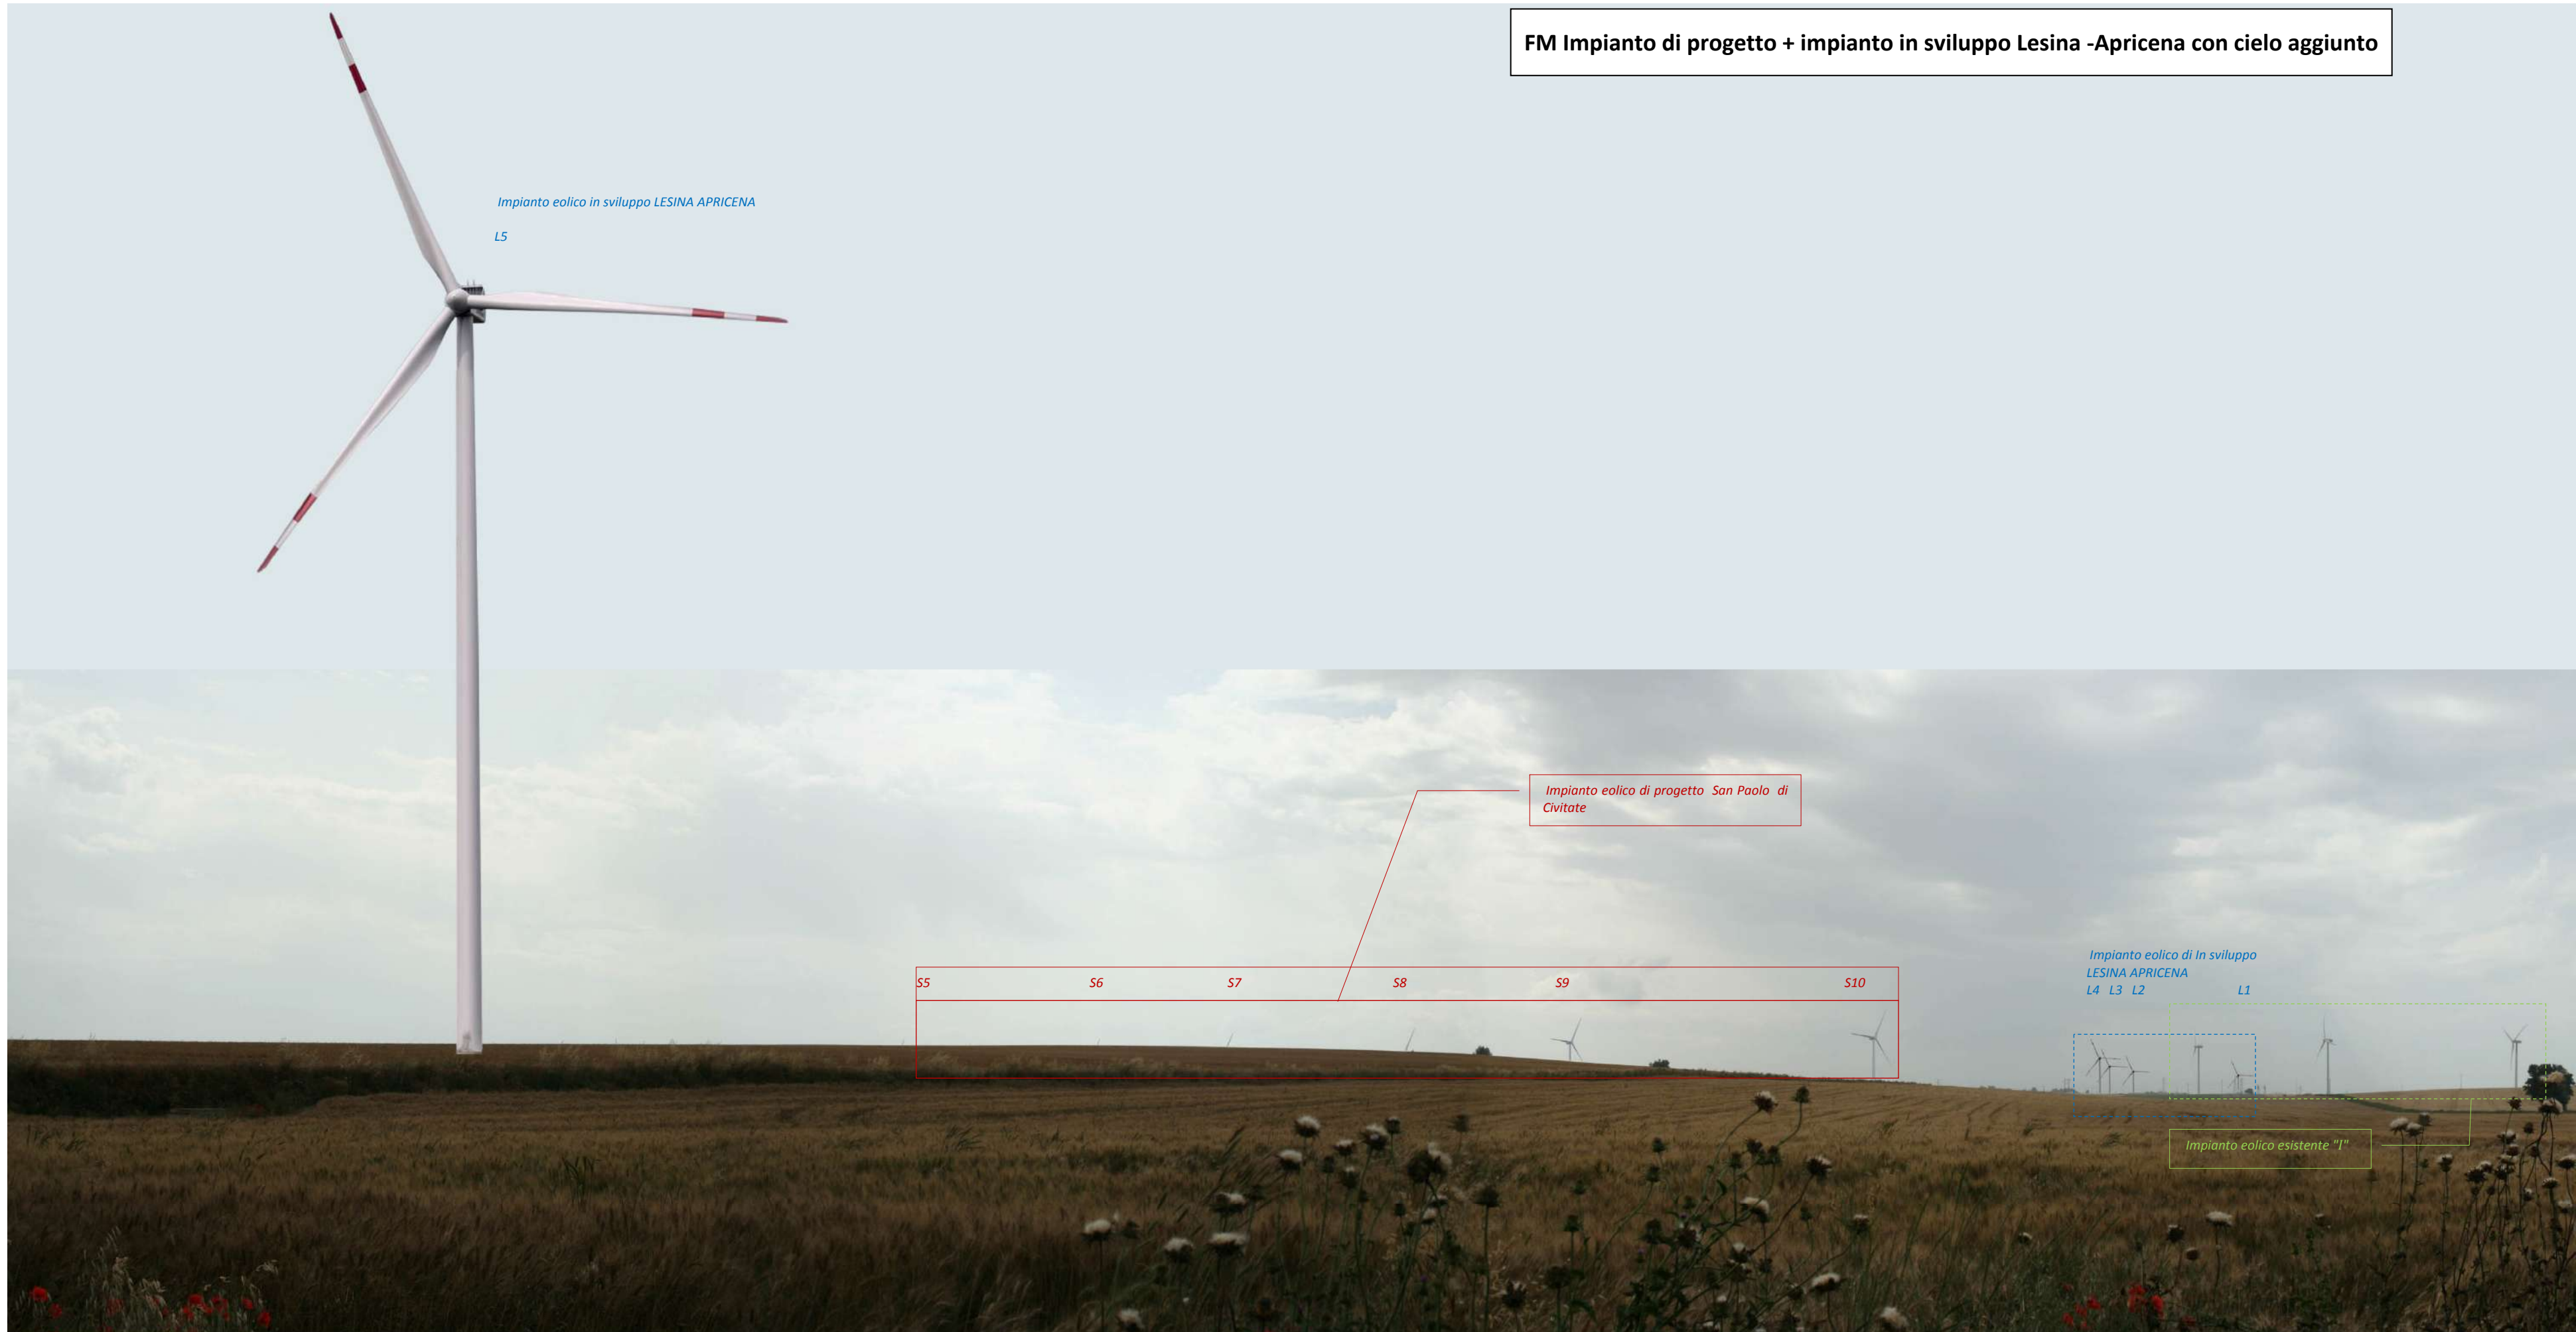 FM Impianto di progetto + impianto in sviluppo Lesina -Apricena con cielo aggiunto
Impianto eolico in sviluppo LESINA APRICENA
L5
Impianto eolico di progetto San Paolo di
Civitate
S5 S6 S7 S8 S9 S10
Impianto eolico di In sviluppo
LESINA APRICENA
L4 L3 L2 L1
Impianto eolico esistente "I"